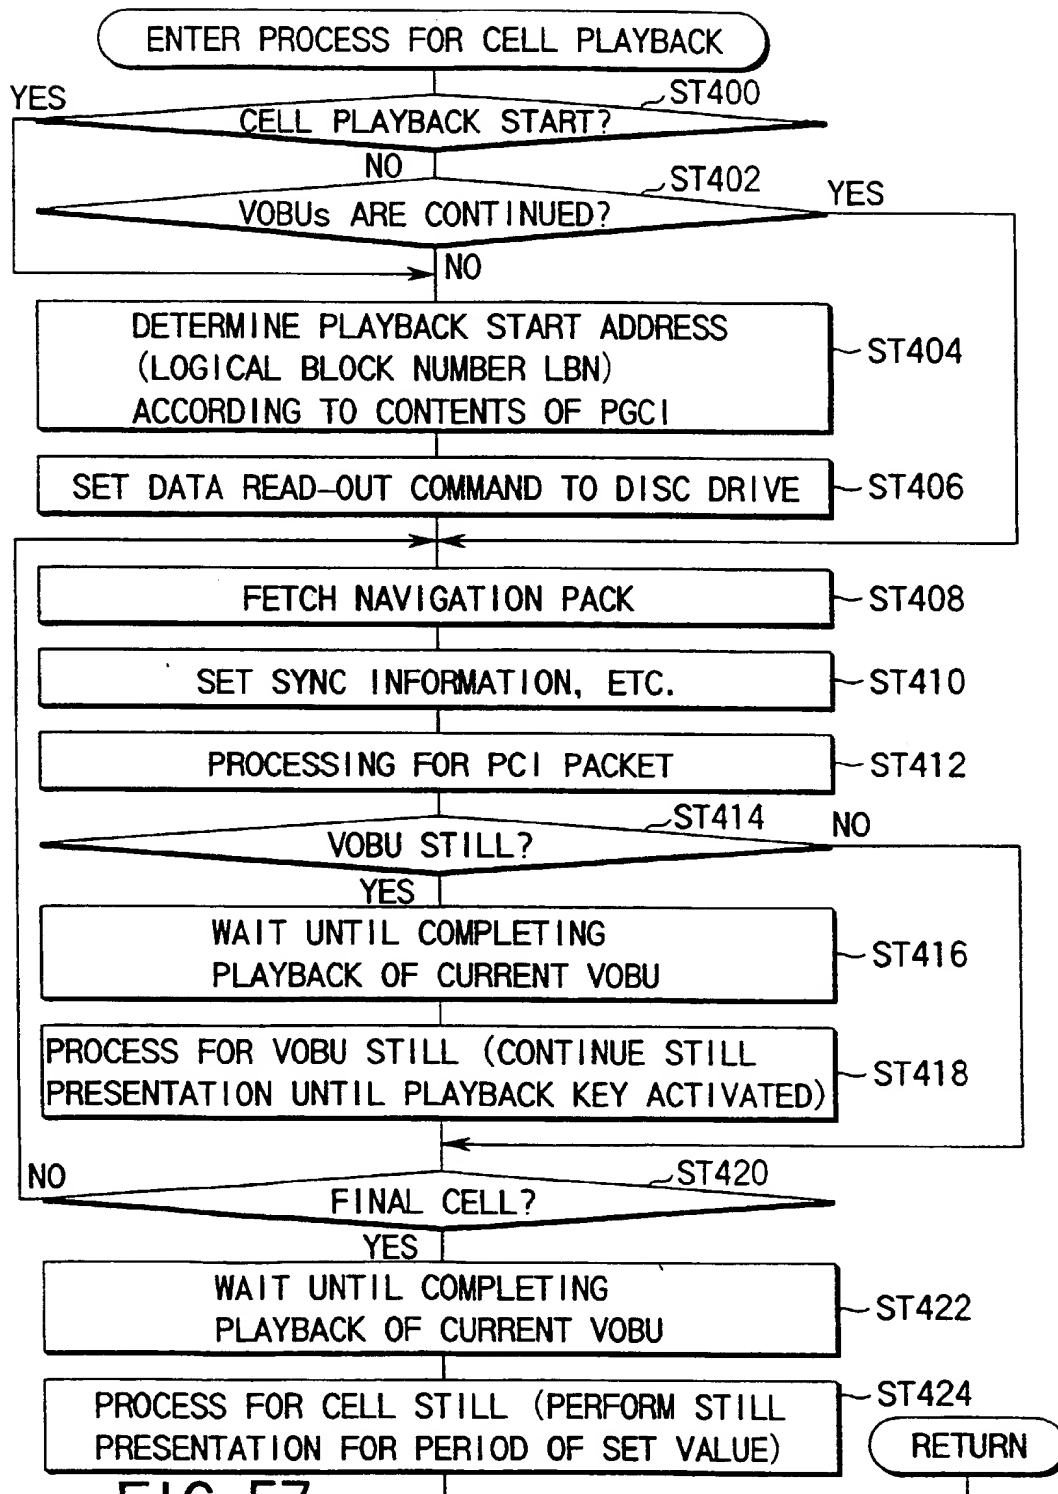 ENTER PROCESS FOR CELL PLAYBACK
ST400
YES
CELL PLAYBACK START?
NO
ST402
YES
VOBUs ARE CONTINUED?
NO
DETERMINE PLAYBACK START ADDRESS
(LOGICAL BLOCK NUMBER LBN)
ACCORDING TO CONTENTS OF PGCI
ST404
SET DATA READ-OUT COMMAND TO DISC DRIVE
ST406
FETCH NAVIGATION PACK
ST408
SET SYNC INFORMATION, ETC.
ST410
PROCESSING FOR PCI PACKET
ST412
ST414
NO
VOBU STILL?
YES
WAIT UNTIL COMPLETING
PLAYBACK OF CURRENT VOBU
ST416
PROCESS FOR VOBU STILL (CONTINUE STILL
PRESENTATION UNTIL PLAYBACK KEY ACTIVATED)
ST418
NO
ST420
FINAL CELL?
YES
WAIT UNTIL COMPLETING
PLAYBACK OF CURRENT VOBU
ST422
PROCESS FOR CELL STILL (PERFORM STILL
PRESENTATION FOR PERIOD OF SET VALUE)
ST424
RETURN